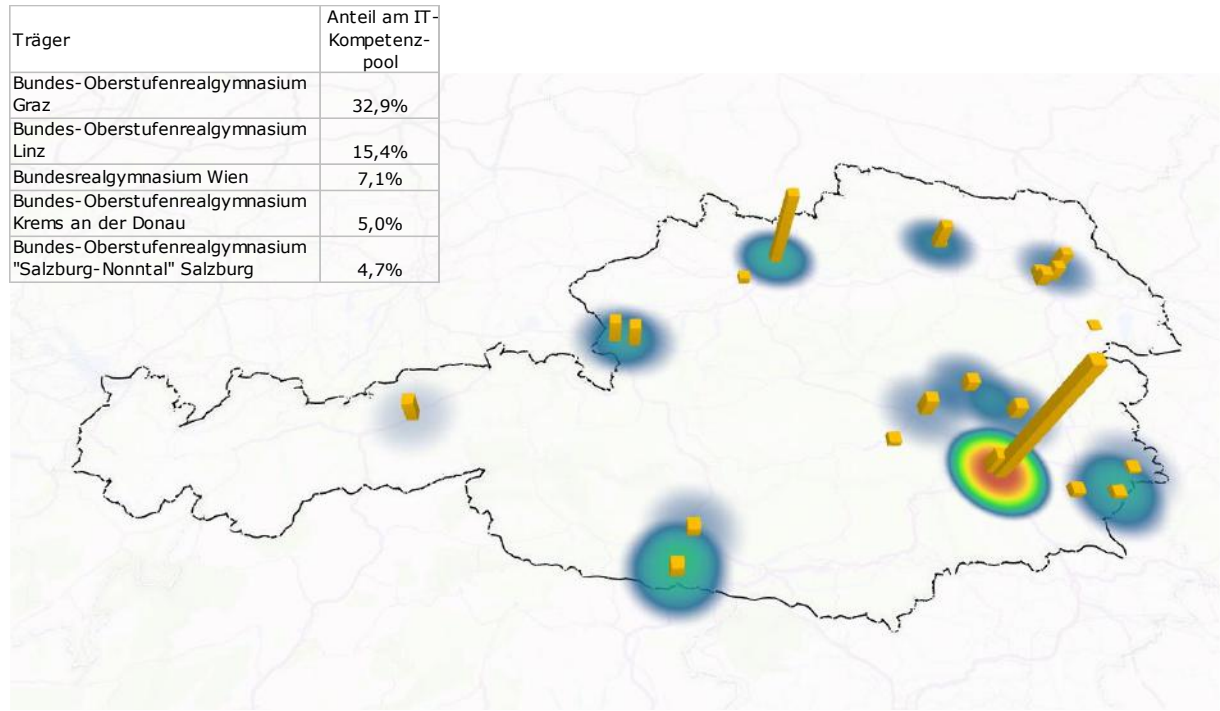 Träger
Anteil am IT-
Kompetenz-
pool
Bundes-Oberstufenrealgymnasium
Graz
32,9%
Bundes-Oberstufenrealgymnasium
Linz
15,4%
Bundesrealgymnasium Wien
7,1%
Bundes-Oberstufenrealgymnasium
Krems an der Donau
5,0%
Bundes-Oberstufenrealgymnasium
"Salzburg-Nonntal" Salzburg
4,7%